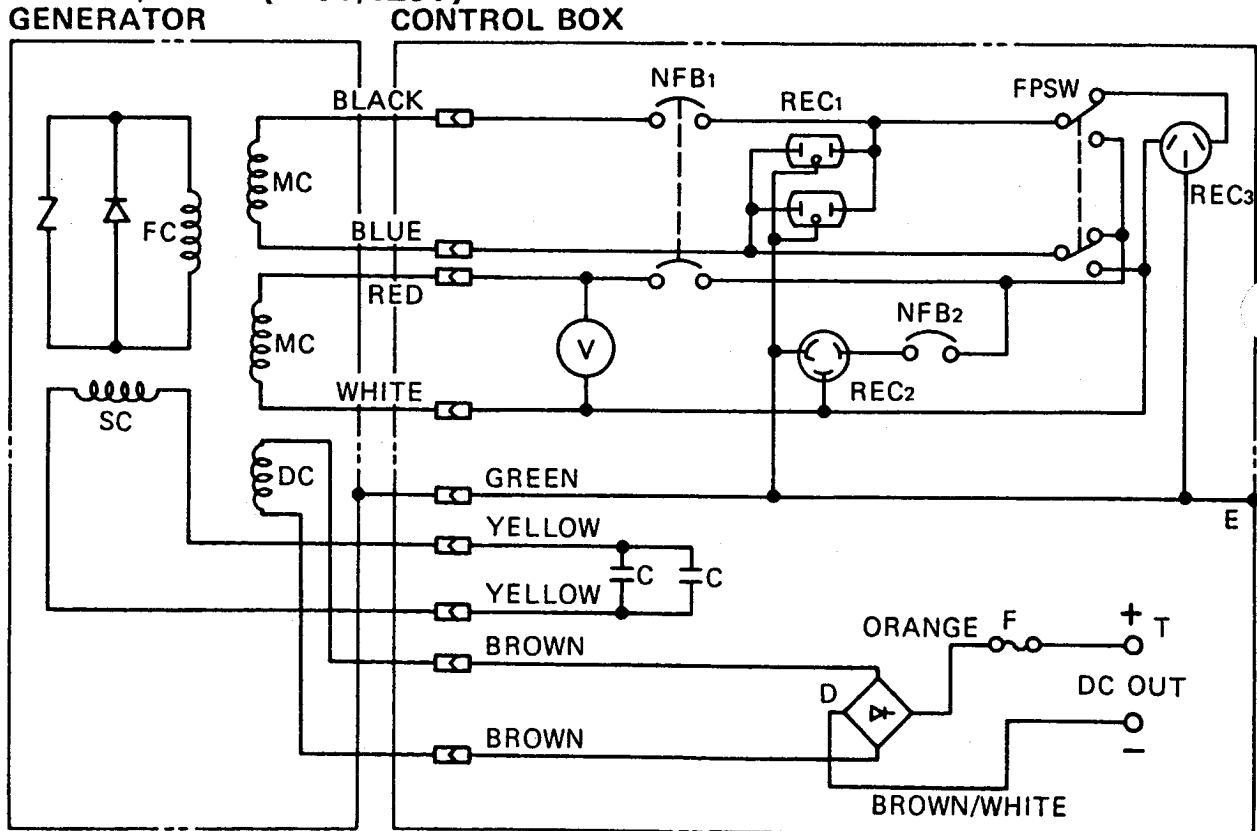 GENERATOR
CONTROL BOX
BLACK
NFB1
REC1
FPSW
MC
REC3
FC
BLUE
RED
NFB2
MC
V
WHITE
REC2
SC
DC
GREEN
E
YELLOW
C
C
YELLOW
ORANGE
F
+
T
BROWN
D
DC OUT
BROWN
−
BROWN/WHITE